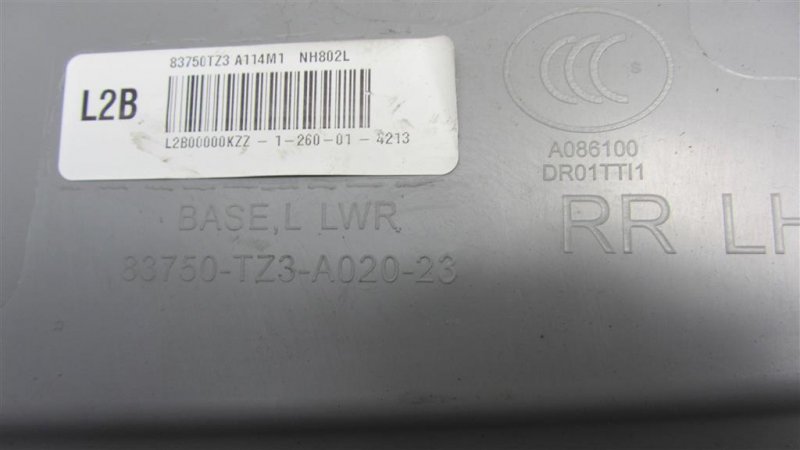 83750TZ3 A114M1 NH802L
L2B
L2B00000KZZ - 1-260-01- 4213
CCC S
A086100
DR01TTI1
BASE,L LWR
RR LH
83750-TZ3-A020-23